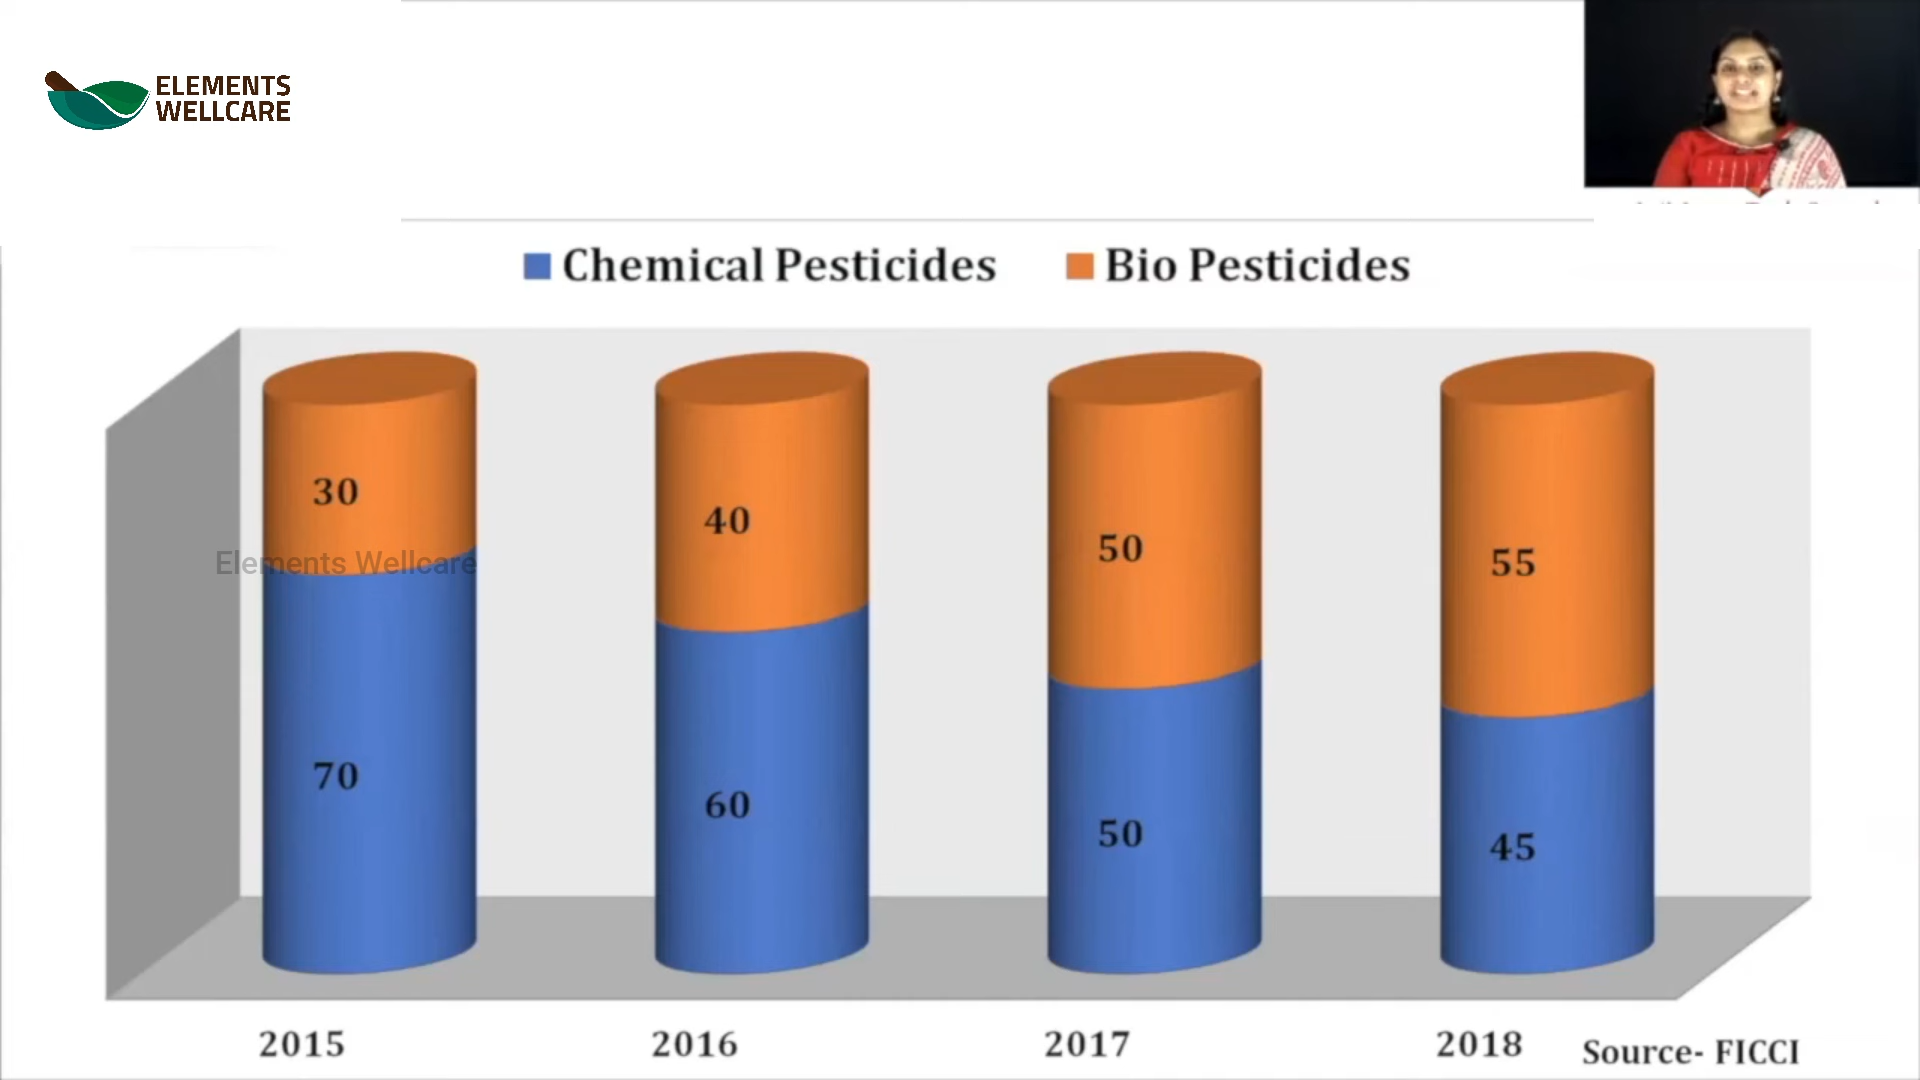 ELEMENTS
WELLCARE
Chemical Pesticides Bio Pesticides
30 40 50 55
Elements Wellcare
70 60 50 45
2015 2016 2017 2018 Source- FICCI